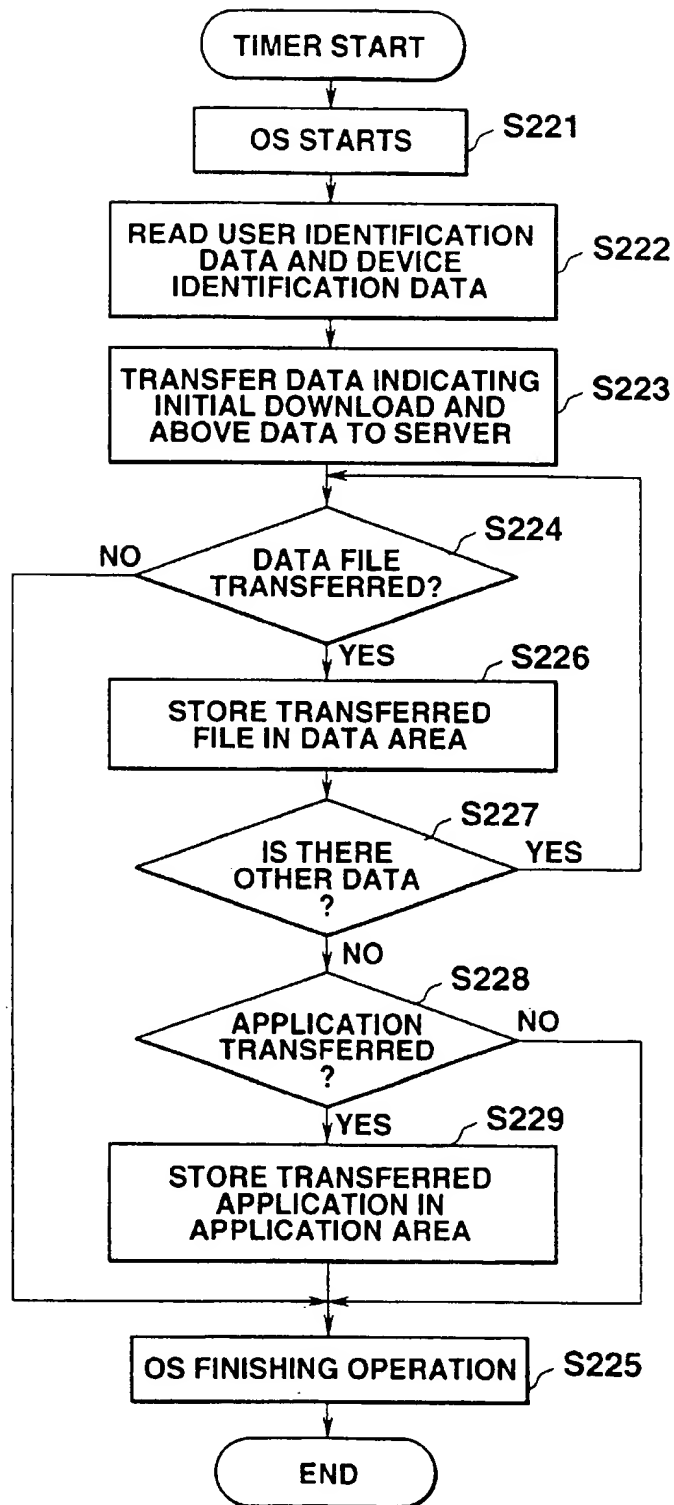 TIMER START
OS STARTS
S221
READ USER IDENTIFICATION
DATA AND DEVICE
IDENTIFICATION DATA
S222
TRANSFER DATA INDICATING
INITIAL DOWNLOAD AND
ABOVE DATA TO SERVER
S223
S224
NO
DATA FILE
TRANSFERRED?
YES
S226
STORE TRANSFERRED
FILE IN DATA AREA
S227
IS THERE
OTHER DATA
?
YES
NO
S228
APPLICATION
TRANSFERRED
?
NO
YES
S229
STORE TRANSFERRED
APPLICATION IN
APPLICATION AREA
OS FINISHING OPERATION
S225
END